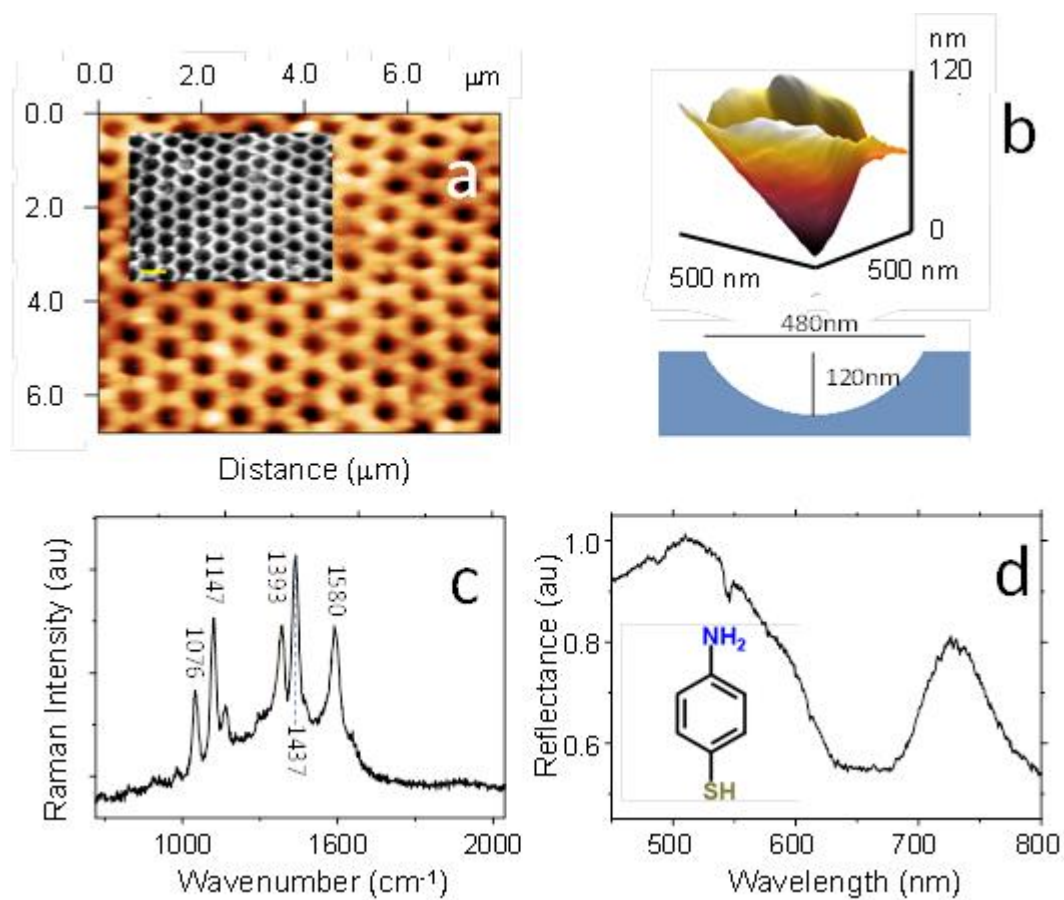 0.0 2.0 4.0 6.0 μm
0.0
2.0
4.0
6.0
a
Distance (μm)
nm
120
0
b
500 nm
500 nm
480nm
120nm
c
1076
1147
1393
1437
1580
Raman Intensity (au)
1000 1600 2000
Wavenumber (cm-1)
d
1.0
0.8
0.6
Reflectance (au)
NH2
SH
500 600 700 800
Wavelength (nm)